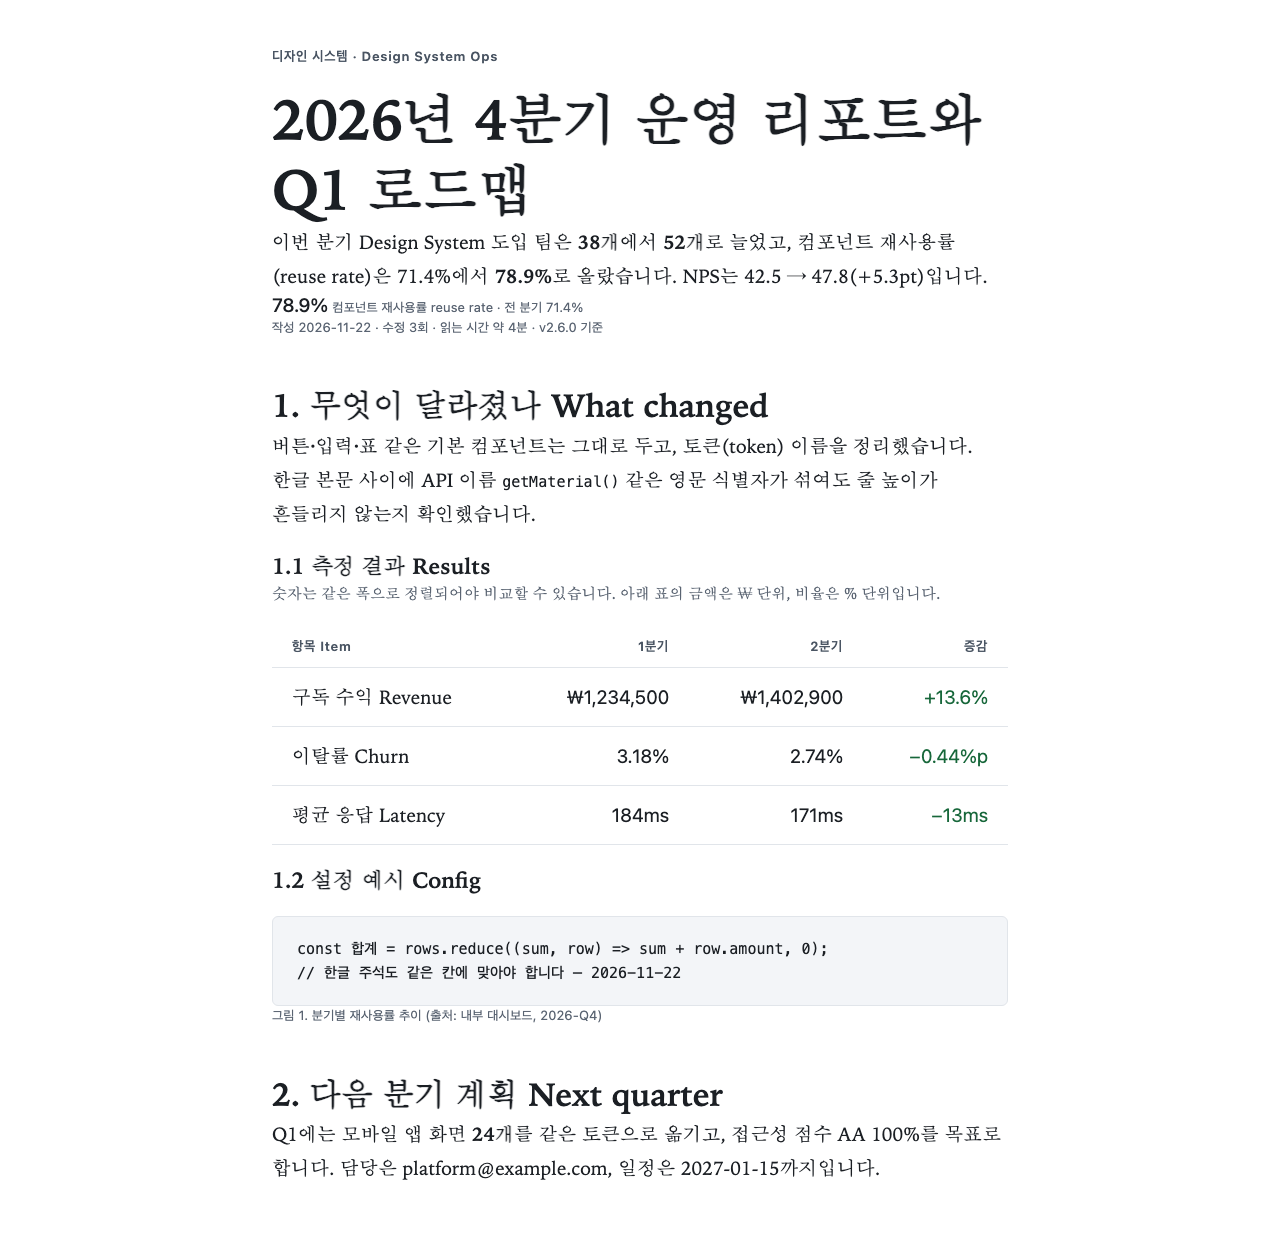 디자인 시스템 · Design System Ops
2026년 4분기 운영 리포트와
Q1 로드맵
이번 분기 Design System 도입 팀은 38개에서 52개로 늘었고, 컴포넌트 재사용률
(reuse rate)은 71.4%에서 78.9%로 올랐습니다. NPS는 42.5 → 47.8(+5.3pt)입니다.
78.9% 컴포넌트 재사용률 reuse rate · 전 분기 71.4%
작성 2026-11-22 · 수정 3회 · 읽는 시간 약 4분 · v2.6.0 기준
1. 무엇이 달라졌나 What changed
버튼·입력·표 같은 기본 컴포넌트는 그대로 두고, 토큰(token) 이름을 정리했습니다.
한글 본문 사이에 API 이름 getMaterial() 같은 영문 식별자가 섞여도 줄 높이가
흔들리지 않는지 확인했습니다.
1.1 측정 결과 Results
숫자는 같은 폭으로 정렬되어야 비교할 수 있습니다. 아래 표의 금액은 ₩ 단위, 비율은 % 단위입니다.
항목 Item 1분기 2분기 증감
구독 수익 Revenue ₩1,234,500 ₩1,402,900 +13.6%
이탈률 Churn 3.18% 2.74% −0.44%p
평균 응답 Latency 184ms 171ms −13ms
1.2 설정 예시 Config
const 합계 = rows.reduce((sum, row) => sum + row.amount, 0);
// 한글 주석도 같은 칸에 맞아야 합니다 — 2026-11-22
그림 1. 분기별 재사용률 추이 (출처: 내부 대시보드, 2026-Q4)
2. 다음 분기 계획 Next quarter
Q1에는 모바일 앱 화면 24개를 같은 토큰으로 옮기고, 접근성 점수 AA 100%를 목표로
합니다. 담당은 platform@example.com, 일정은 2027-01-15까지입니다.